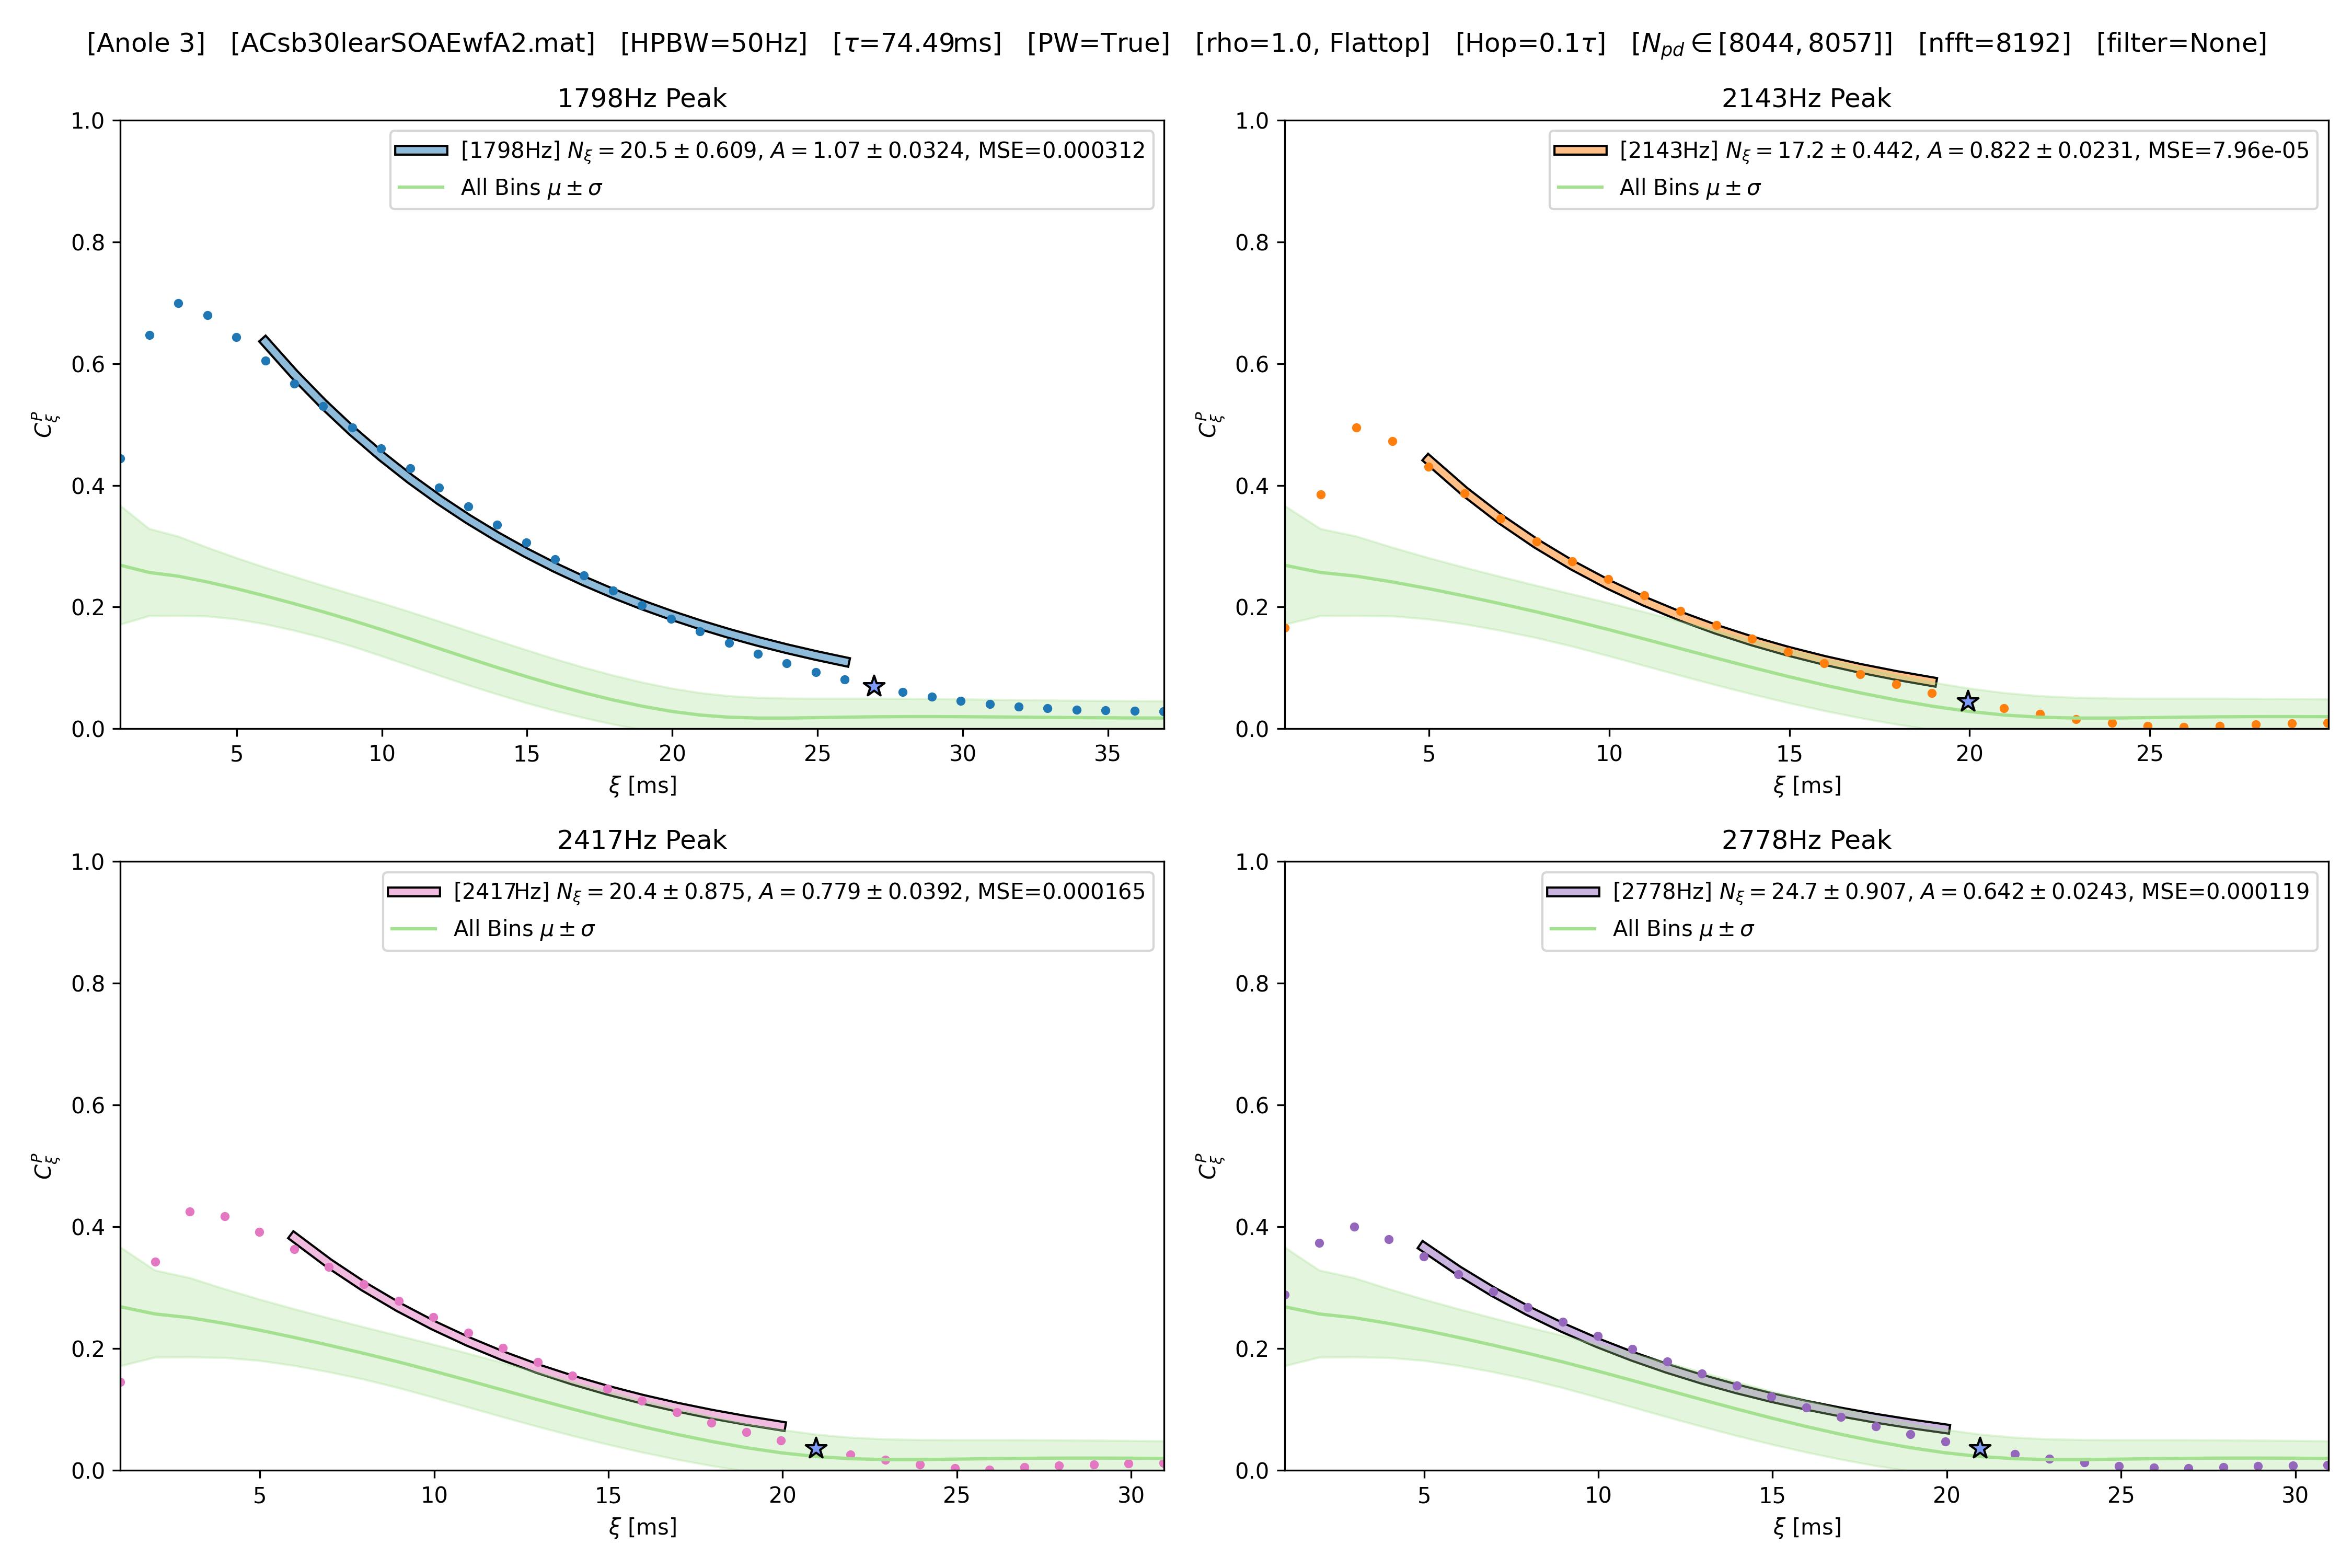 [Anole 3] [ACsb30learSOAEwfA2.mat] [HPBW=50Hz] [τ=74.49ms] [PW=True] [rho=1.0, Flattop] [Hop=0.1τ] [N_pd ∈ [8044, 8057]] [nfft=8192] [filter=None]
1798Hz Peak
[1798Hz] N_ξ = 20.5 ± 0.609, A = 1.07 ± 0.0324, MSE=0.000312
All Bins μ ± σ
1.0
0.8
0.6
0.4
0.2
0.0
C_ξ^P
5 10 15 20 25 30 35
ξ [ms]
2143Hz Peak
[2143Hz] N_ξ = 17.2 ± 0.442, A = 0.822 ± 0.0231, MSE=7.96e-05
All Bins μ ± σ
1.0
0.8
0.6
0.4
0.2
0.0
C_ξ^P
5 10 15 20 25
ξ [ms]
2417Hz Peak
[2417Hz] N_ξ = 20.4 ± 0.875, A = 0.779 ± 0.0392, MSE=0.000165
All Bins μ ± σ
1.0
0.8
0.6
0.4
0.2
0.0
C_ξ^P
5 10 15 20 25 30
ξ [ms]
2778Hz Peak
[2778Hz] N_ξ = 24.7 ± 0.907, A = 0.642 ± 0.0243, MSE=0.000119
All Bins μ ± σ
1.0
0.8
0.6
0.4
0.2
0.0
C_ξ^P
5 10 15 20 25 30
ξ [ms]